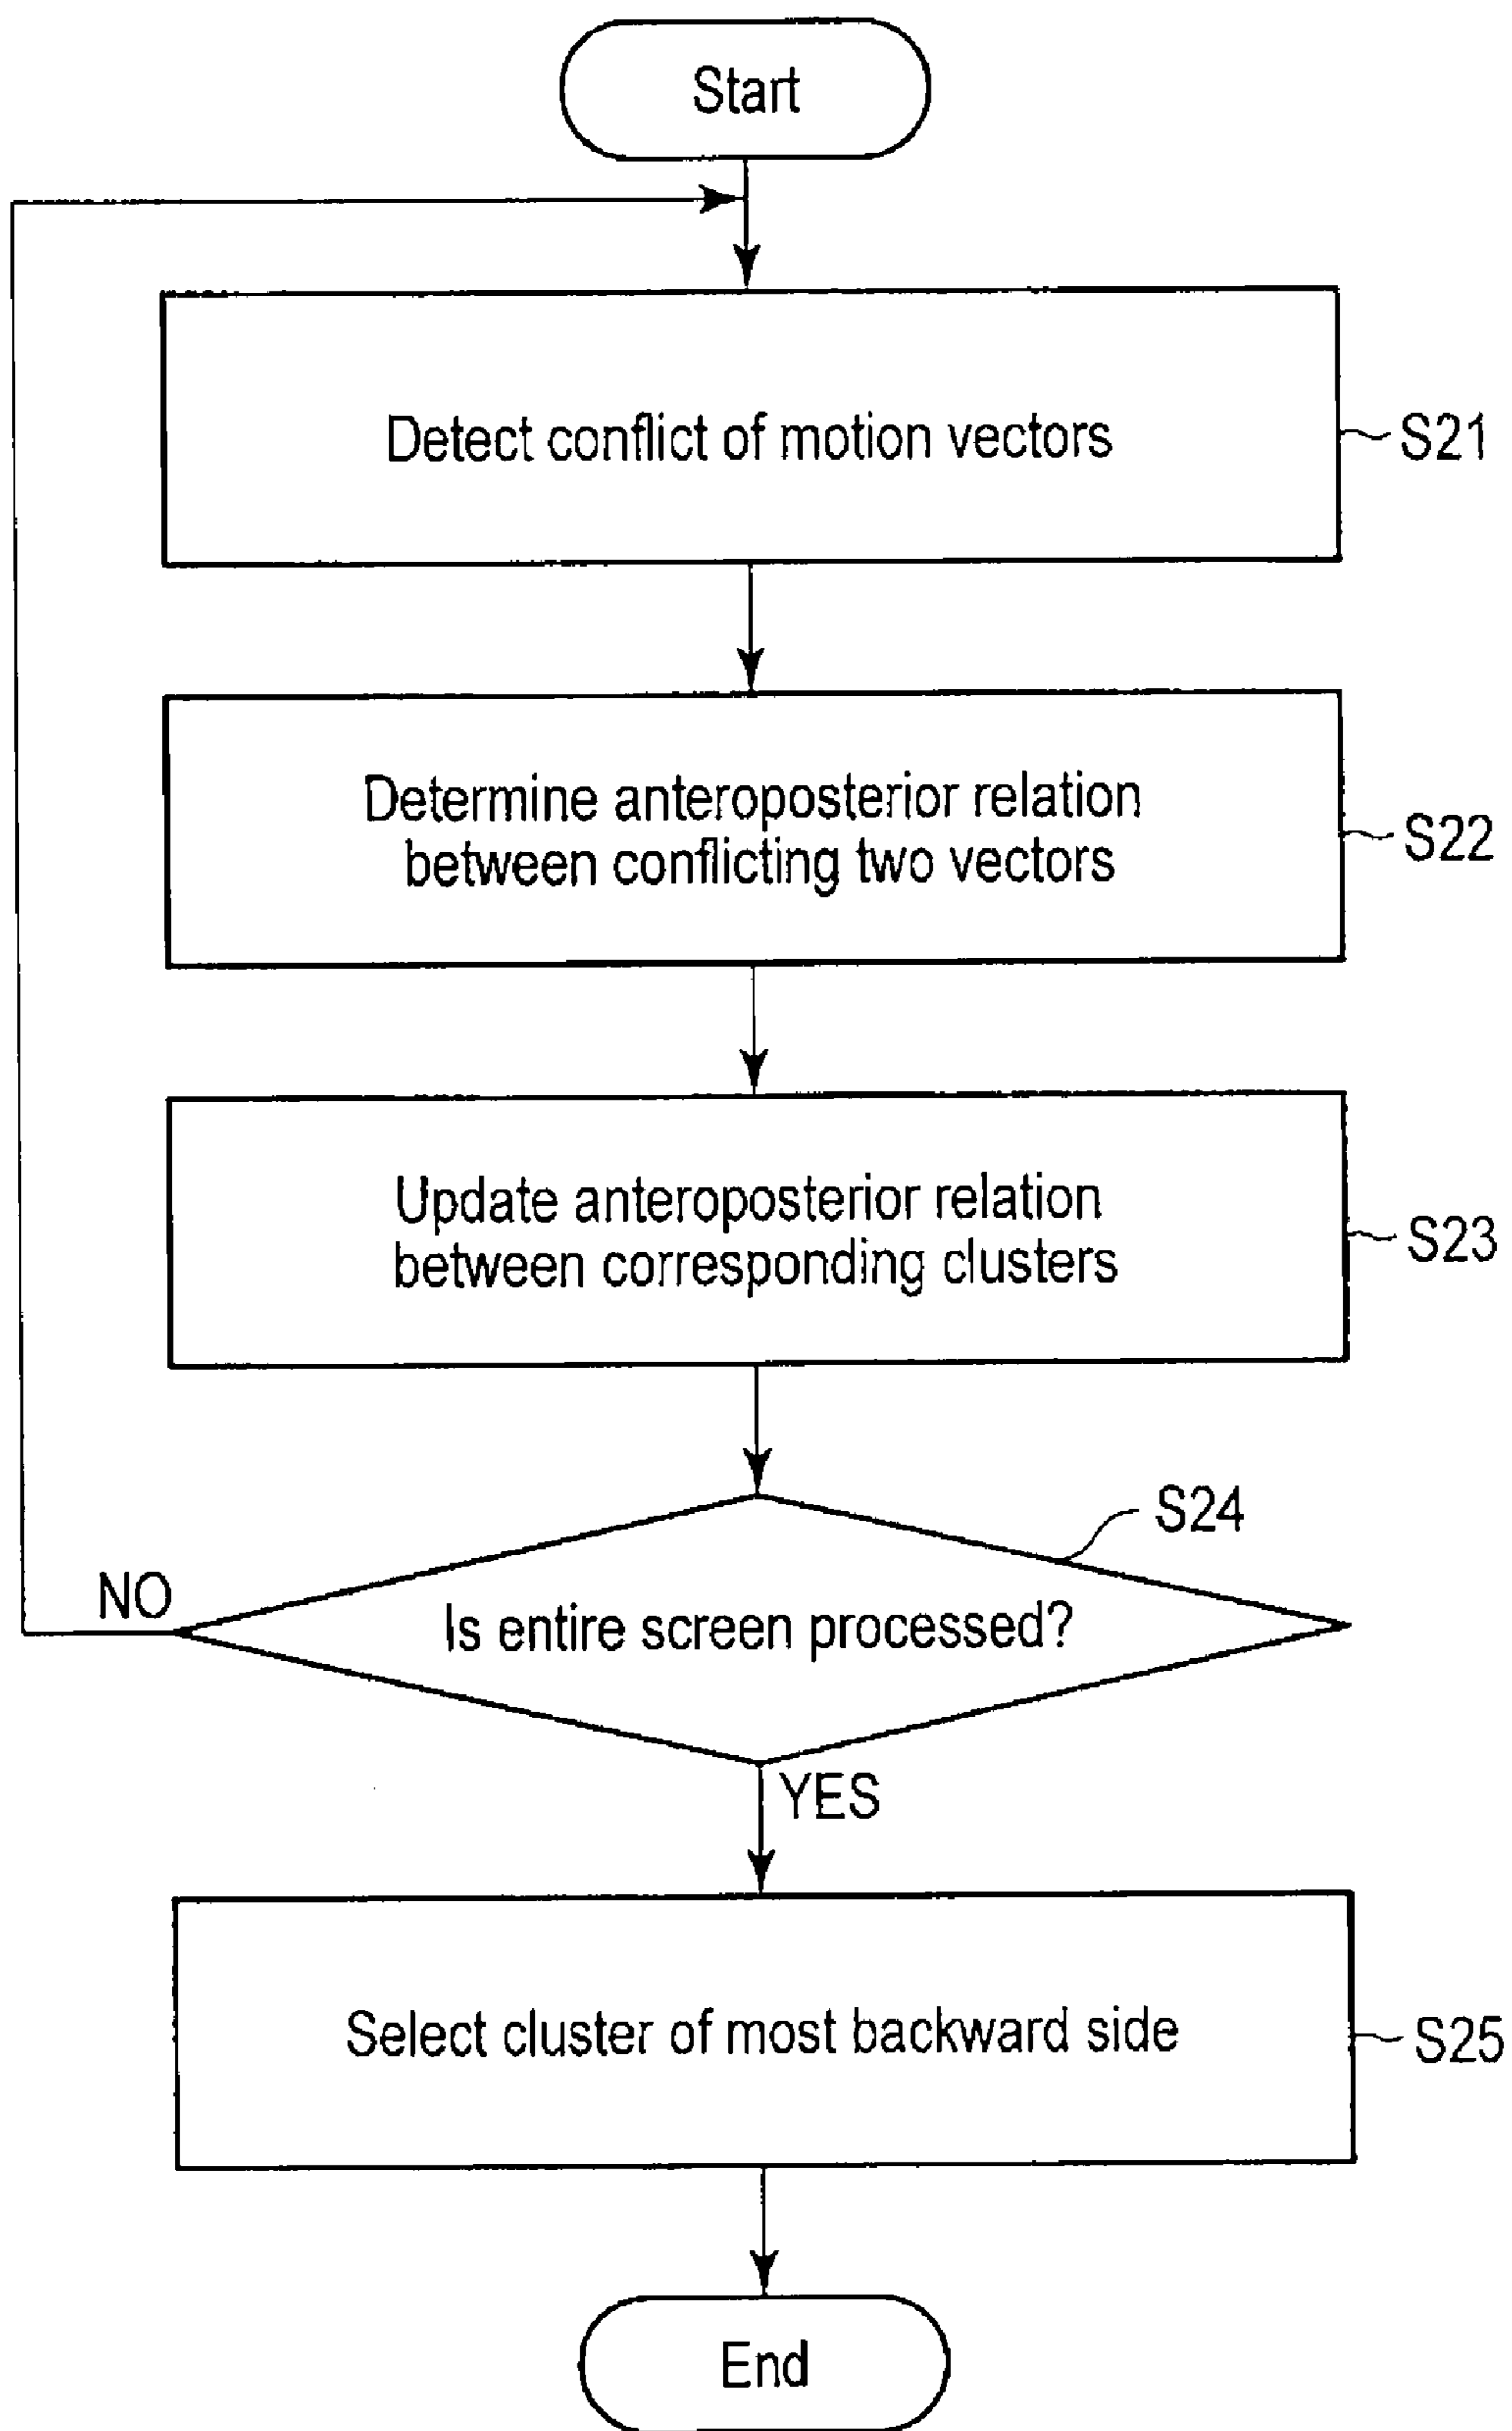 Start
Detect conflict of motion vectors
S21
Determine anteroposterior relation
between conflicting two vectors
S22
Update anteroposterior relation
between corresponding clusters
S23
S24
NO
Is entire screen processed?
YES
Select cluster of most backward side
S25
End